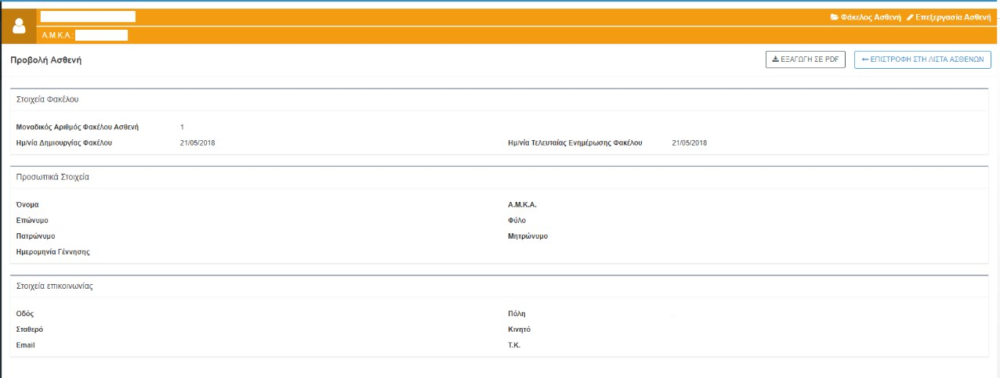 Φάκελος Ασθενή Επεξεργασία Ασθενή
Α.Μ.Κ.Α.:
Προβολή Ασθενή
ΕΞΑΓΩΓΗ ΣΕ PDF
ΕΠΙΣΤΡΟΦΗ ΣΤΗ ΛΙΣΤΑ ΑΣΘΕΝΩΝ
Στοιχεία Φακέλου
Μοναδικός Αριθμός Φακέλου Ασθενή 1
Ημ/νία Δημιουργίας Φακέλου 21/05/2018 Ημ/νία Τελευταίας Ενημέρωσης Φακέλου 21/05/2018
Προσωπικά Στοιχεία
Όνομα Α.Μ.Κ.Α.
Επώνυμο Φύλο
Πατρώνυμο Μητρώνυμο
Ημερομηνία Γέννησης
Στοιχεία επικοινωνίας
Οδός Πόλη
Σταθερό Κινητό
Email Τ.Κ.